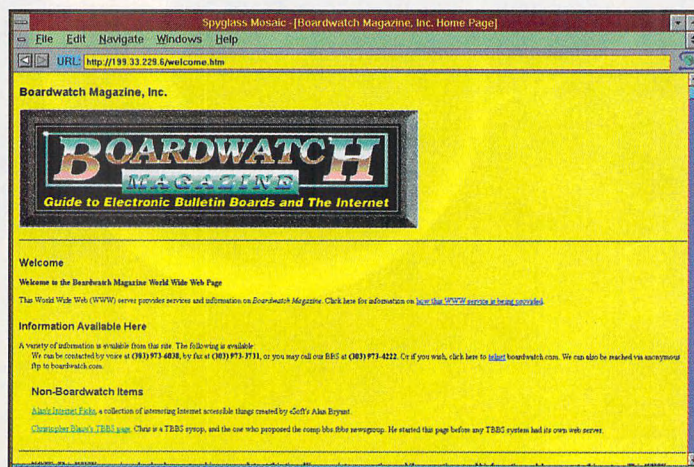 Spyglass Mosaic - [Boardwatch Magazine, Inc. Home Page]
File Edit Navigate Windows Help
URL: http://199.33.229.6/welcome.htm
Boardwatch Magazine, Inc.
BOARDWATCH
MAGAZINE
Guide to Electronic Bulletin Boards and The Internet
Welcome
Welcome to the Boardwatch Magazine World Wide Web Page
This World Wide Web (WWW) server provides services and information on Boardwatch Magazine. Click here for information on how this WWW service is being provided.
Information Available Here
A variety of information is available from this site. The following is available:
We can be contacted by voice at (303) 973-6038, by fax at (303) 973-3731, or you may call our BBS at (303) 973-4222. Or if you wish, click here to telnet boardwatch.com. We can also be reached via anonymous
ftp to boardwatch.com.
Non-Boardwatch Items
Alan's Internet Picks, a collection of interesting Internet accessible things created by eSoft's Alan Bryant.
Christopher Blaise's TBBS page. Chris is a TBBS sysop, and the one who proposed the comp.bbs.tbbs newsgroup. He started this page before any TBBS system had its own web server.